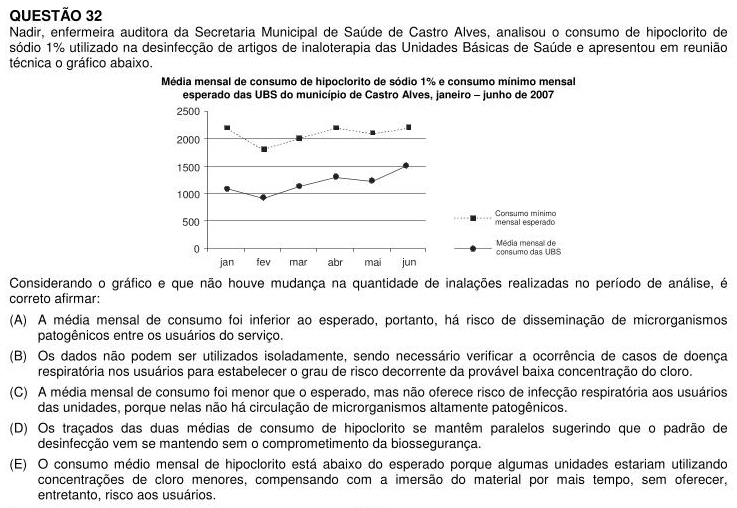 QUESTÃO 32
Nadir, enfermeira auditora da Secretaria Municipal de Saúde de Castro Alves, analisou o consumo de hipoclorito de
sódio 1% utilizado na desinfecção de artigos de inaloterapia das Unidades Básicas de Saúde e apresentou em reunião
técnica o gráfico abaixo.
Média mensal de consumo de hipoclorito de sódio 1% e consumo mínimo mensal
esperado das UBS do município de Castro Alves, janeiro – junho de 2007
2500
2000
1500
1000
500
0
jan fev mar abr mai jun
Consumo mínimo
mensal esperado
Média mensal de
consumo das UBS
Considerando o gráfico e que não houve mudança na quantidade de inalações realizadas no período de análise, é
correto afirmar:
(A) A média mensal de consumo foi inferior ao esperado, portanto, há risco de disseminação de microrganismos
patogênicos entre os usuários do serviço.
(B) Os dados não podem ser utilizados isoladamente, sendo necessário verificar a ocorrência de casos de doença
respiratória nos usuários para estabelecer o grau de risco decorrente da provável baixa concentração do cloro.
(C) A média mensal de consumo foi menor que o esperado, mas não oferece risco de infecção respiratória aos usuários
das unidades, porque nelas não há circulação de microrganismos altamente patogênicos.
(D) Os traçados das duas médias de consumo de hipoclorito se mantêm paralelos sugerindo que o padrão de
desinfecção vem se mantendo sem o comprometimento da biossegurança.
(E) O consumo médio mensal de hipoclorito está abaixo do esperado porque algumas unidades estariam utilizando
concentrações de cloro menores, compensando com a imersão do material por mais tempo, sem oferecer,
entretanto, risco aos usuários.